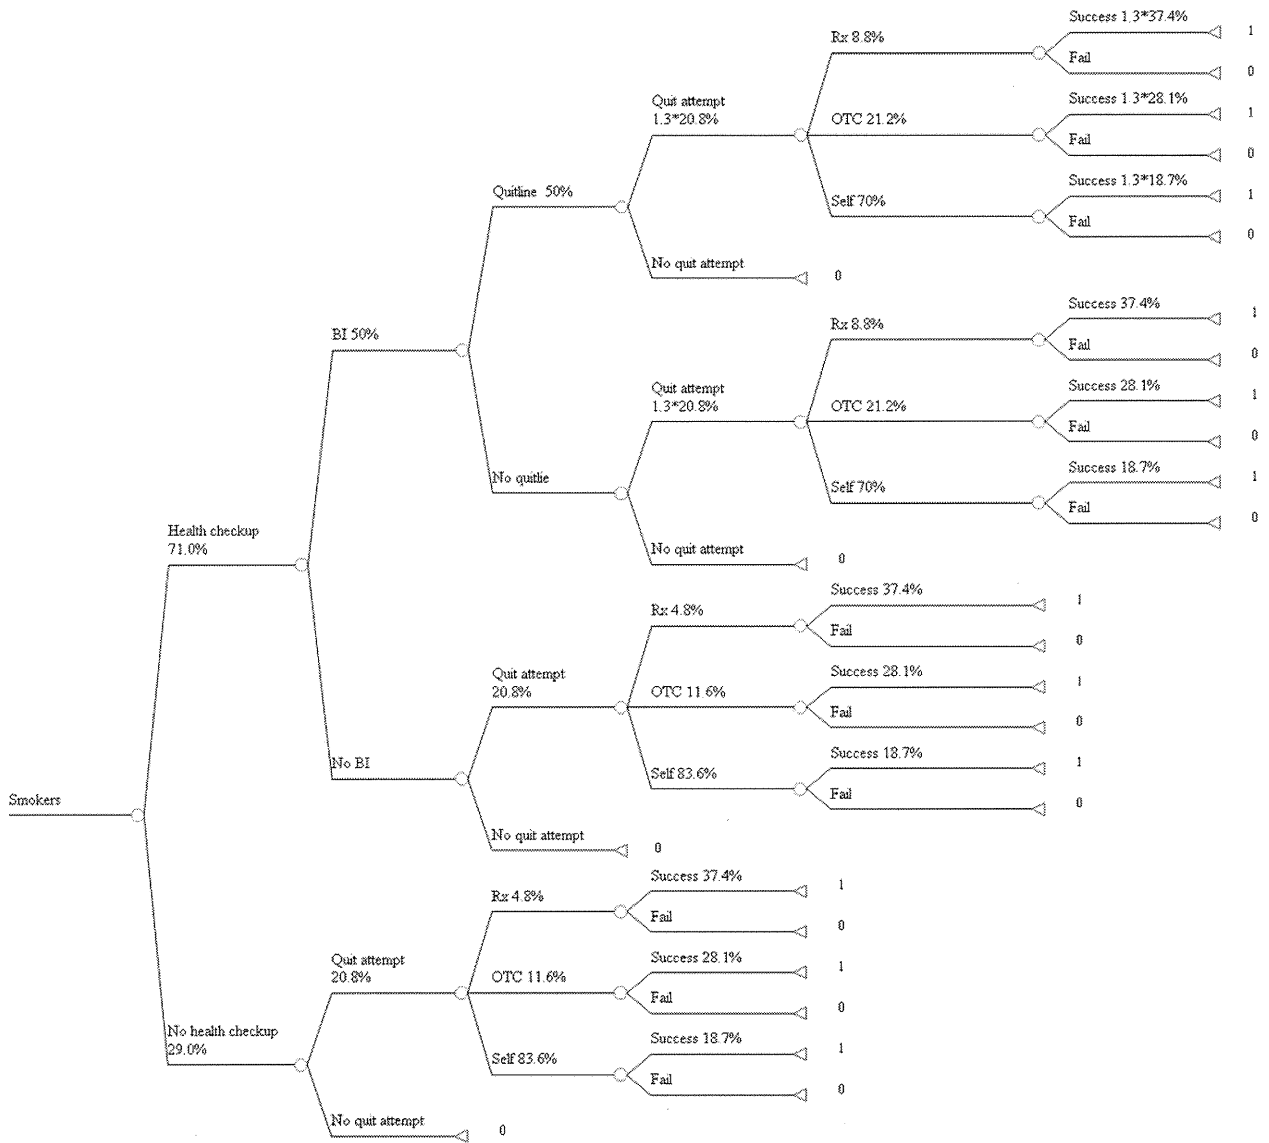 Success 1.3*37.4%
1
Rx 8.8%
Fail
0
Quit attempt
1.3*20.8%
Success 1.3*28.1%
1
OTC 21.2%
Fail
0
Success 1.3*18.7%
1
Quitline 50%
Self 70%
Fail
0
No quit attempt
0
BI 50%
Success 37.4%
1
Rx 8.8%
Fail
0
Quit attempt
1.3*20.8%
Success 28.1%
1
OTC 21.2%
Fail
0
Success 18.7%
1
No quitlie
Self 70%
Fail
0
Health checkup
71.0%
No quit attempt
0
Success 37.4%
1
Rx 4.8%
Fail
0
Quit attempt
20.8%
Success 28.1%
1
OTC 11.6%
Fail
0
Success 18.7%
1
No BI
Self 83.6%
Fail
0
Smokers
No quit attempt
0
Success 37.4%
1
Rx 4.8%
Fail
0
Quit attempt
20.8%
Success 28.1%
1
OTC 11.6%
Fail
0
No health checkup
29.0%
Success 18.7%
1
Self 83.6%
Fail
0
No quit attempt
0